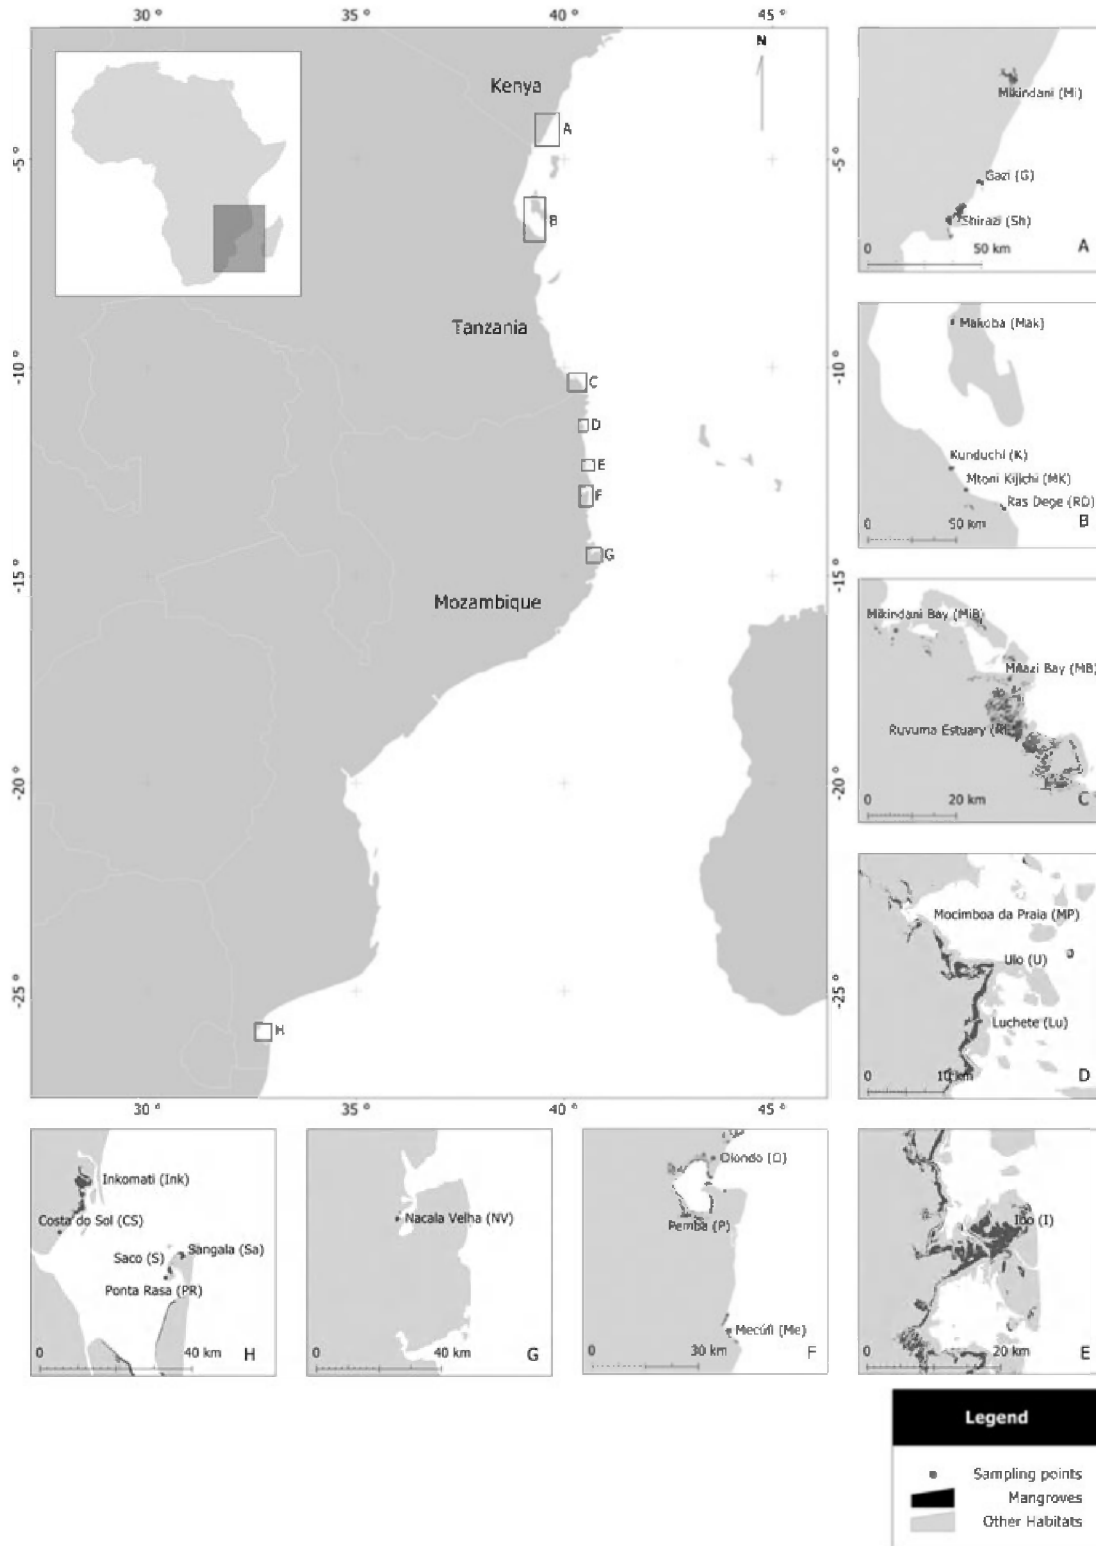 30 °
35 °
40 °
45 °
N
Kenya
A
-5 °
B
Tanzania
-10 °
C
D
E
F
G
-15 °
Mozambique
-20 °
-25 °
H
30 °
35 °
40 °
45 °
Mikindani (Mi)
Gazi (G)
Shirazi (Sh)
0 50 km
A
Makoba (Mak)
Kunduchi (K)
Mtoni Kijichi (MK)
Ras Dege (RD)
0 50 km
B
Mikindani Bay (MiB)
Mnazi Bay (MB)
Ruvuma Estuary
0 20 km
C
Mocimboa da Praia (MP)
Ulo (U)
Luchete (Lu)
0 10 km
D
Inkomati (Ink)
Costa do Sol (CS)
Saco (S)
Sangala (Sa)
Ponta Rasa (PR)
0 40 km
H
Nacala Velha (NV)
0 40 km
G
Olondo (O)
Pemba (P)
Mecúfi (Me)
0 30 km
F
Ibo (I)
0 20 km
E
Legend
Sampling points
Mangroves
Other Habitats